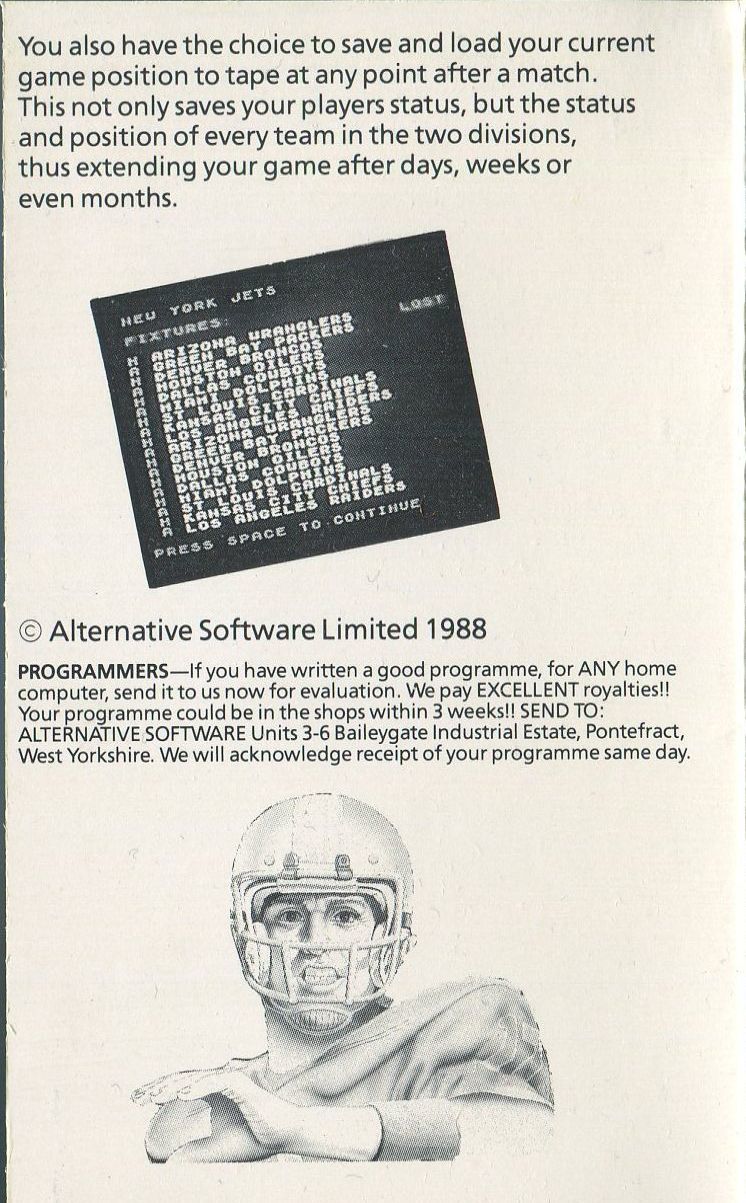 You also have the choice to save and load your current
game position to tape at any point after a match.
This not only saves your players status, but the status
and position of every team in the two divisions,
thus extending your game after days, weeks or
even months.
NEW YORK JETS
FIXTURES: LOST
H ARIZONA WRANGLERS
A GREEN BAY PACKERS
H DENVER BRONCOS
A HOUSTON OILERS
H DALLAS COWBOYS
A MIAMI DOLPHINS
H ST LOUIS CARDINALS
A KANSAS CITY CHIEFS
H LOS ANGELES RAIDERS
A ARIZONA WRANGLERS
H GREEN BAY PACKERS
A DENVER BRONCOS
H HOUSTON OILERS
A DALLAS COWBOYS
H MIAMI DOLPHINS
A ST LOUIS CARDINALS
H KANSAS CITY CHIEFS
A LOS ANGELES RAIDERS
PRESS SPACE TO CONTINUE
© Alternative Software Limited 1988
PROGRAMMERS—If you have written a good programme, for ANY home
computer, send it to us now for evaluation. We pay EXCELLENT royalties!!
Your programme could be in the shops within 3 weeks!! SEND TO:
ALTERNATIVE SOFTWARE Units 3-6 Baileygate Industrial Estate, Pontefract,
West Yorkshire. We will acknowledge receipt of your programme same day.